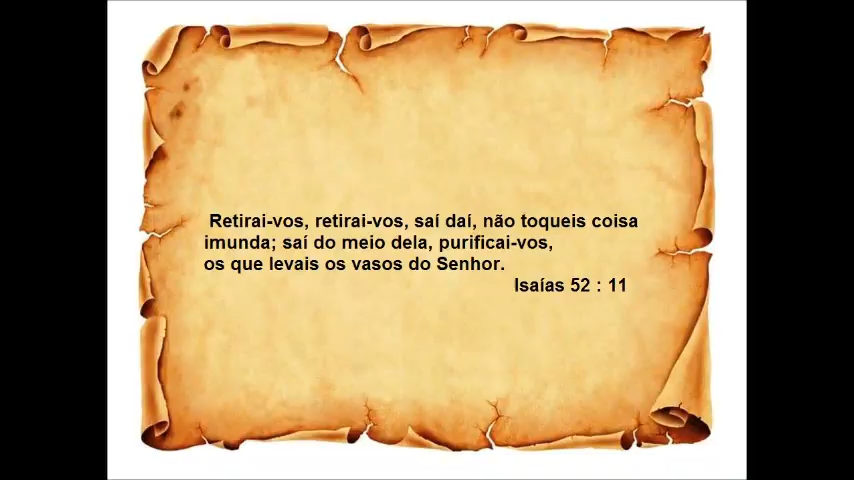 Retirai-vos, retirai-vos, saí daí, não toqueis coisa
imunda; saí do meio dela, purificai-vos,
os que levais os vasos do Senhor.
Isaías 52 : 11